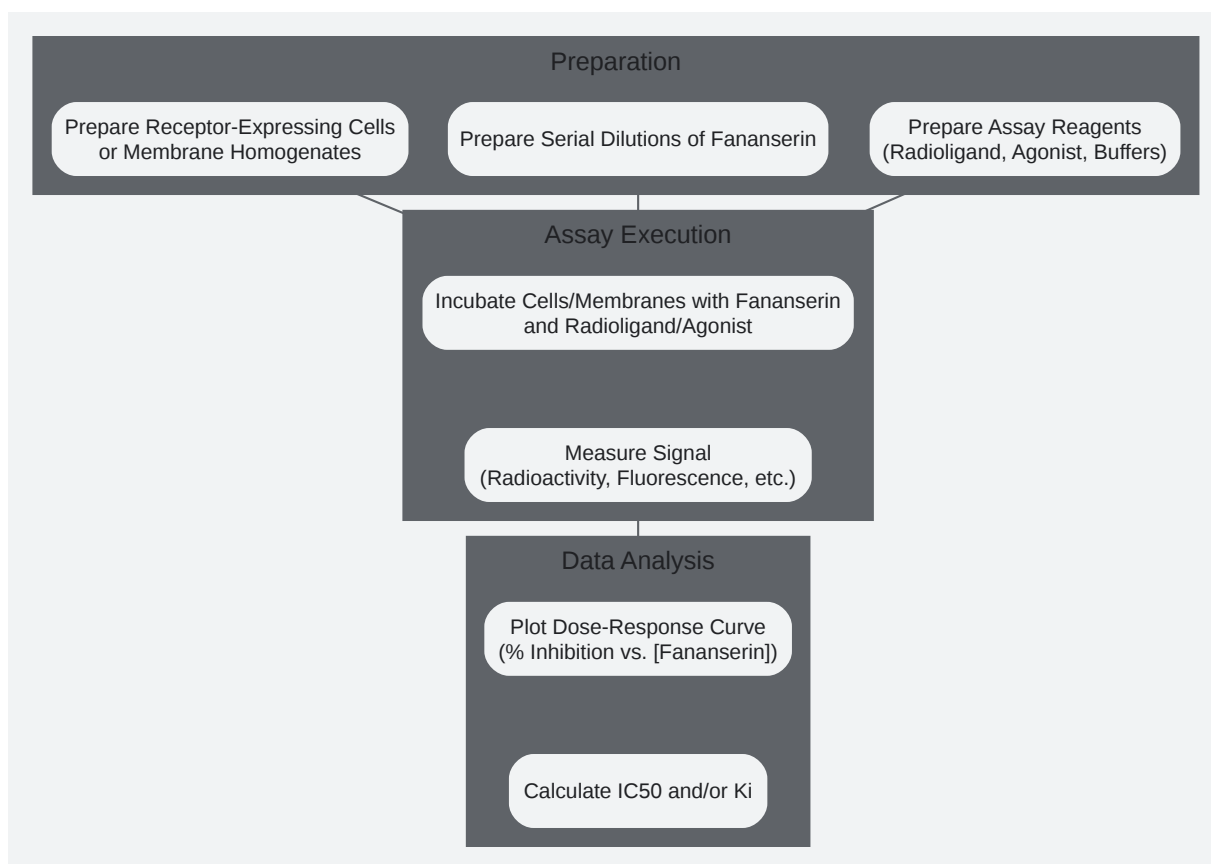 Preparation
Prepare Receptor-Expressing Cells
or Membrane Homogenates
Prepare Serial Dilutions of Fananserin
Prepare Assay Reagents
(Radioligand, Agonist, Buffers)
Assay Execution
Incubate Cells/Membranes with Fananserin
and Radioligand/Agonist
Measure Signal
(Radioactivity, Fluorescence, etc.)
Data Analysis
Plot Dose-Response Curve
(% Inhibition vs. [Fananserin])
Calculate IC50 and/or Ki